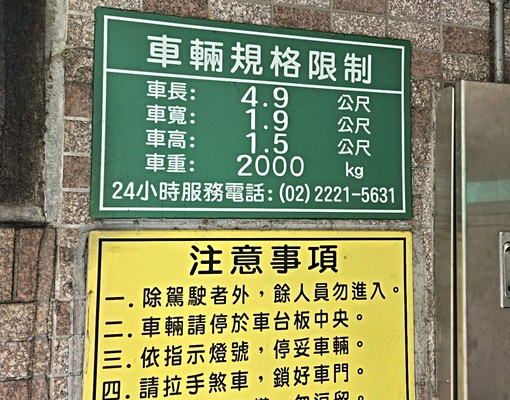 車輛規格限制
車長: 4.9 公尺
車寬: 1.9 公尺
車高: 1.5 公尺
車重: 2000 kg
24小時服務電話: (02) 2221-5631
注意事項
一. 除駕駛者外，餘人員勿進入。
二. 車輛請停於車台板中央。
三. 依指示燈號，停妥車輛。
四. 請拉手煞車，鎖好車門。